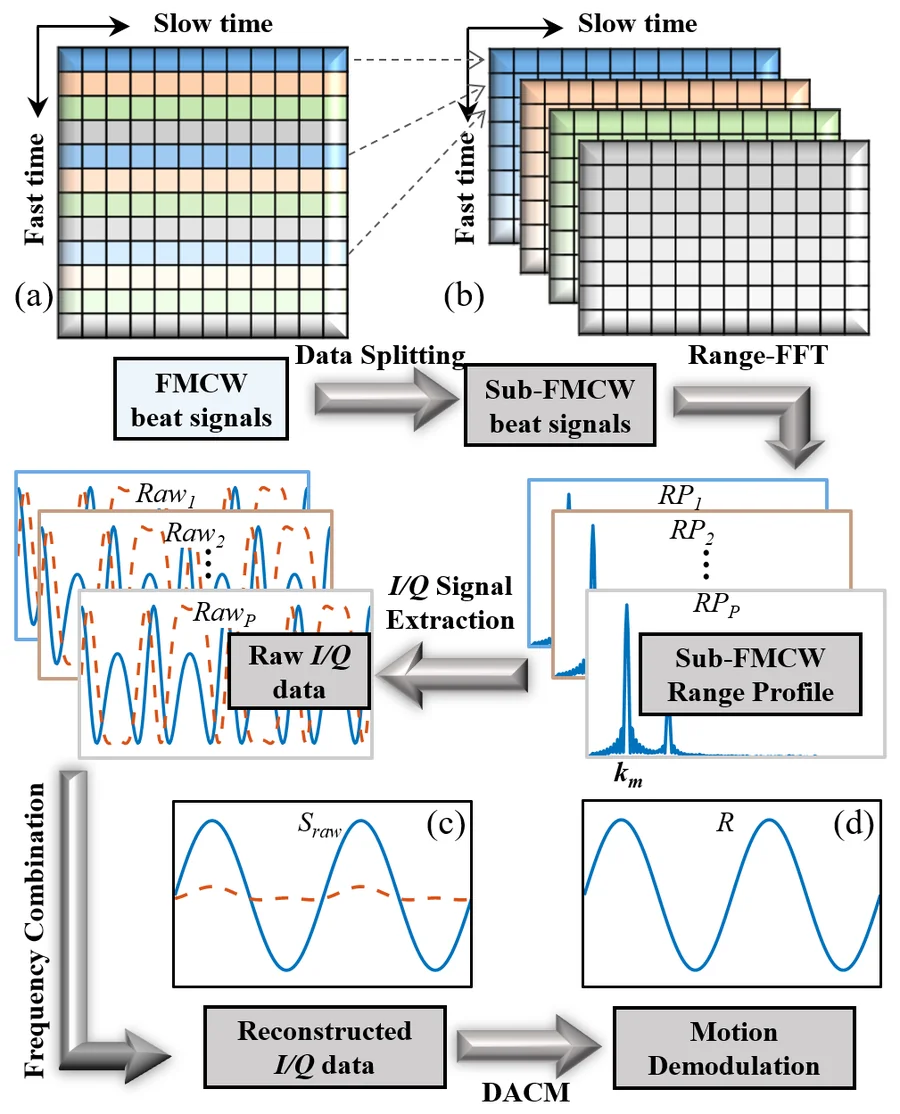 Slow time
Slow time
Fast time
Fast time
(a)
(b)
Data Splitting
Range-FFT
FMCW
beat signals
Sub-FMCW
beat signals
Raw1
Raw2
RawP
Raw I/Q
data
I/Q Signal
Extraction
RP1
RP2
RPP
Sub-FMCW
Range Profile
km
Frequency Combination
Sraw
(c)
R
(d)
Reconstructed
I/Q data
DACM
Motion
Demodulation